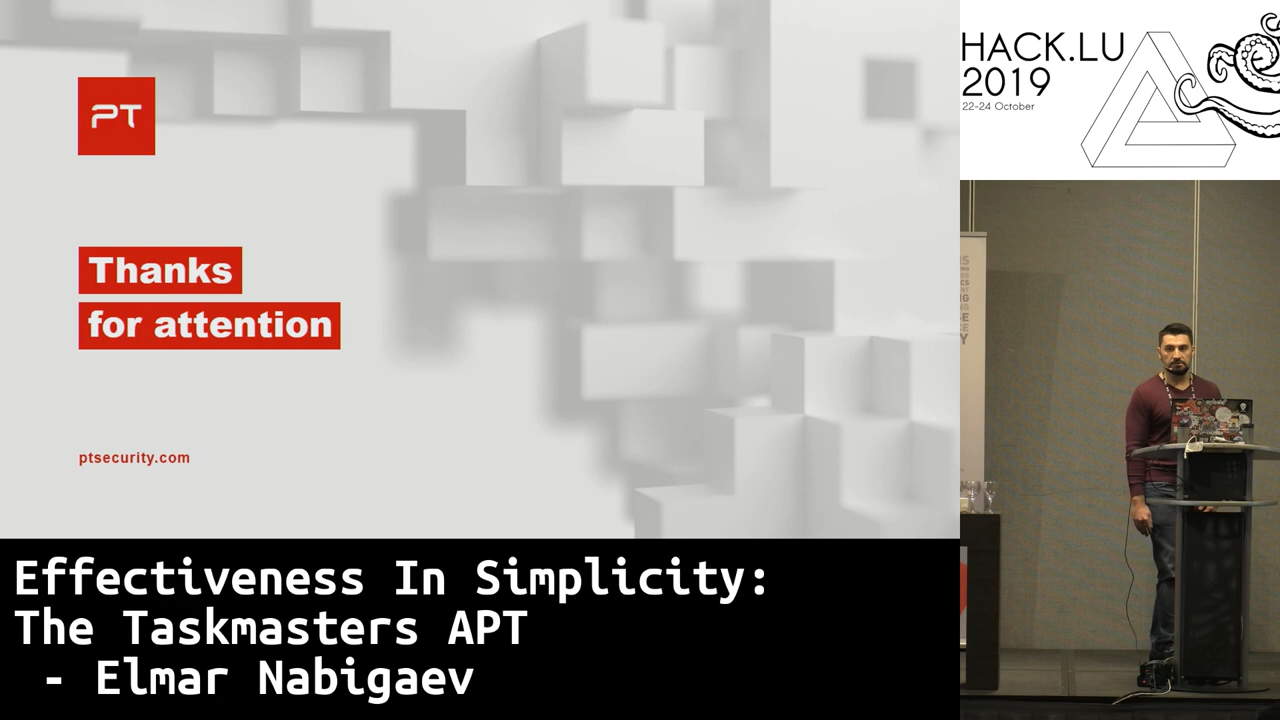 PT
Thanks
for attention
ptsecurity.com
HACK.LU
2019
22-24 October
Effectiveness In Simplicity:
The Taskmasters APT
- Elmar Nabigaev